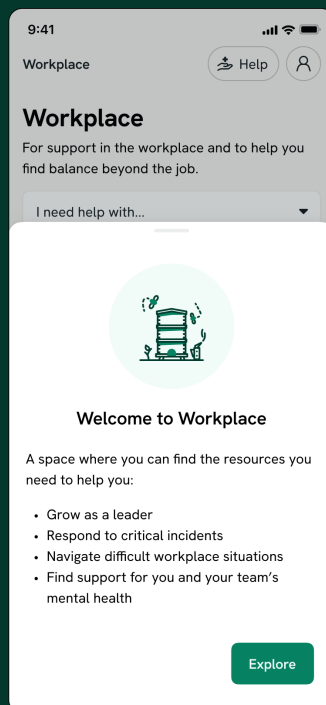 9:41
Workplace
Help
Workplace
For support in the workplace and to help you
find balance beyond the job.
I need help with...
Welcome to Workplace
A space where you can find the resources you
need to help you:
• Grow as a leader
• Respond to critical incidents
• Navigate difficult workplace situations
• Find support for you and your team’s
mental health
Explore